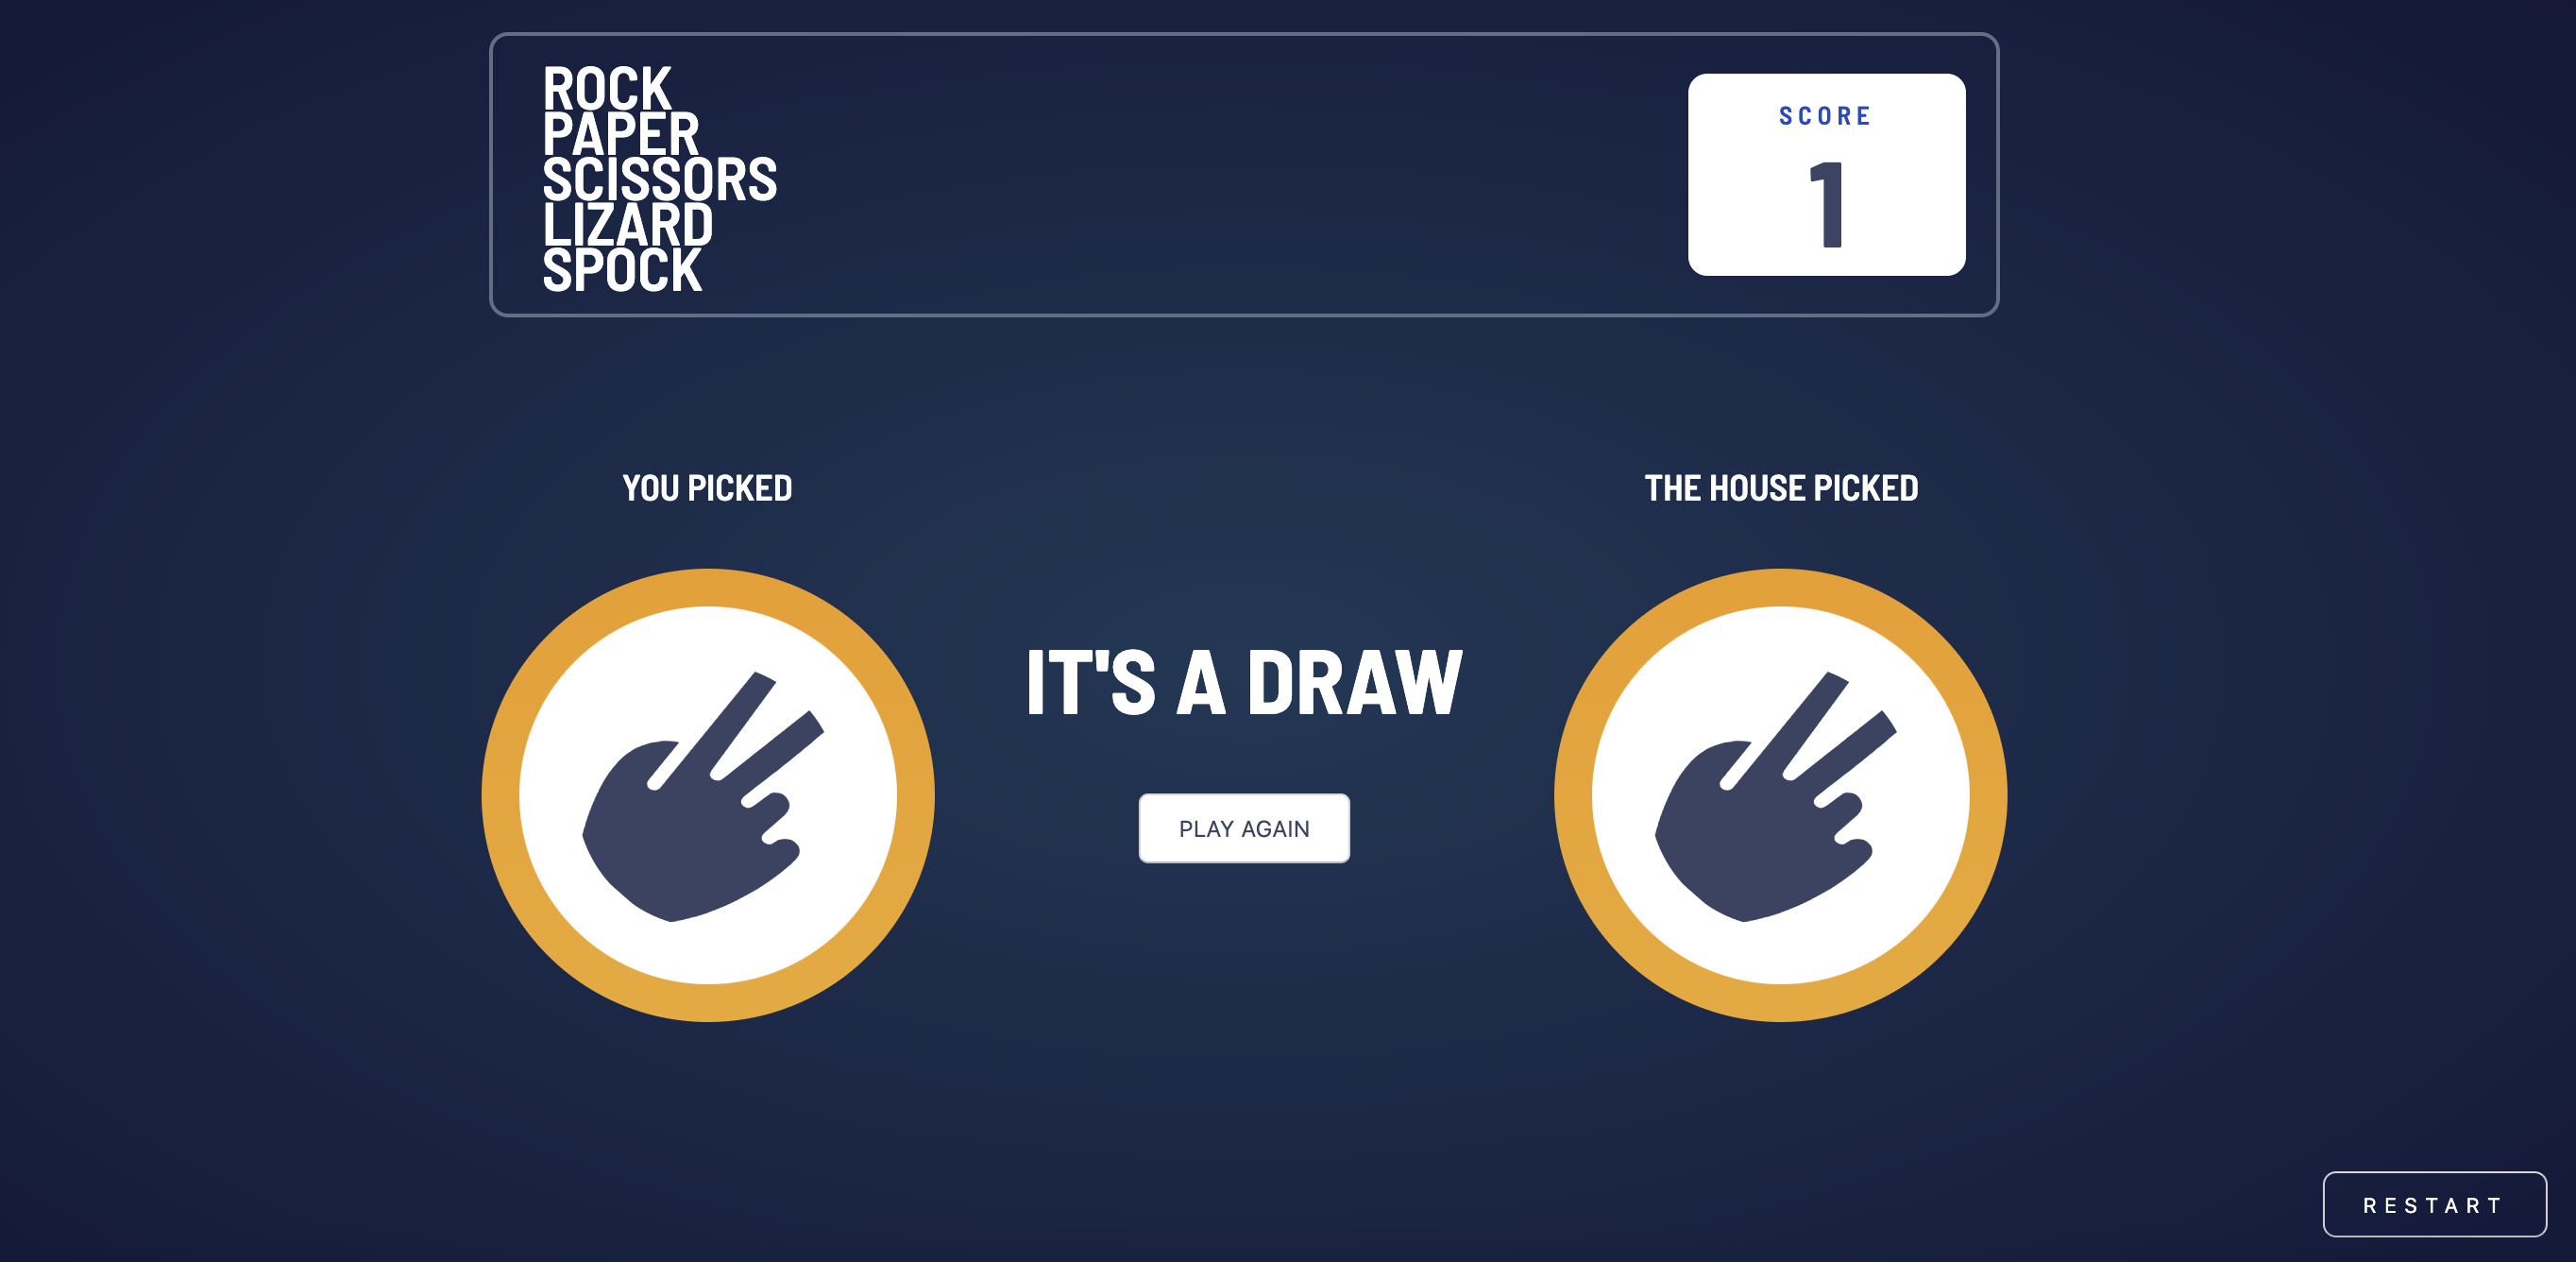 ROCK
PAPER
SCISSORS
LIZARD
SPOCK
SCORE
1
YOU PICKED
THE HOUSE PICKED
IT'S A DRAW
PLAY AGAIN
RESTART